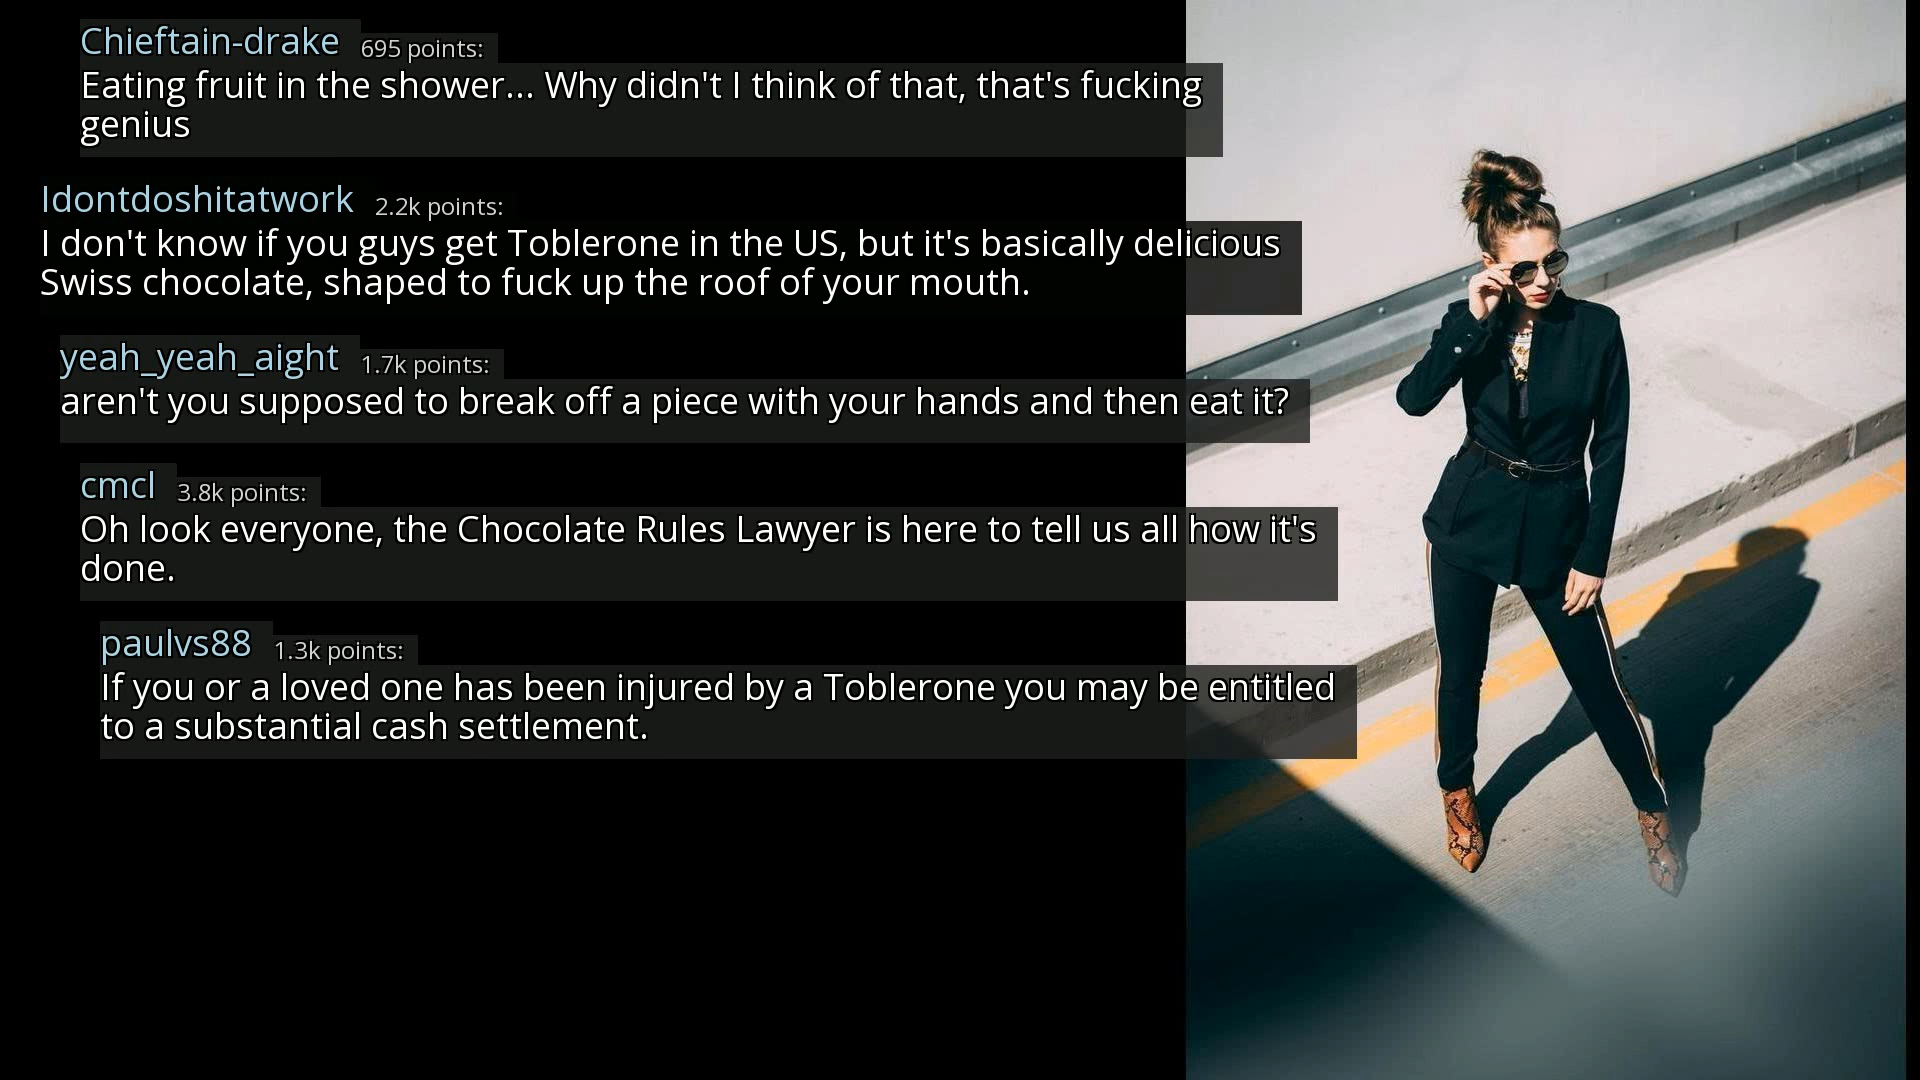 Chieftain-drake 695 points:
Eating fruit in the shower... Why didn't I think of that, that's fucking
genius
Idontdoshitatwork 2.2k points:
I don't know if you guys get Toblerone in the US, but it's basically delicious
Swiss chocolate, shaped to fuck up the roof of your mouth.
yeah_yeah_aight 1.7k points:
aren't you supposed to break off a piece with your hands and then eat it?
cmcl 3.8k points:
Oh look everyone, the Chocolate Rules Lawyer is here to tell us all how it's
done.
paulvs88 1.3k points:
If you or a loved one has been injured by a Toblerone you may be entitled
to a substantial cash settlement.